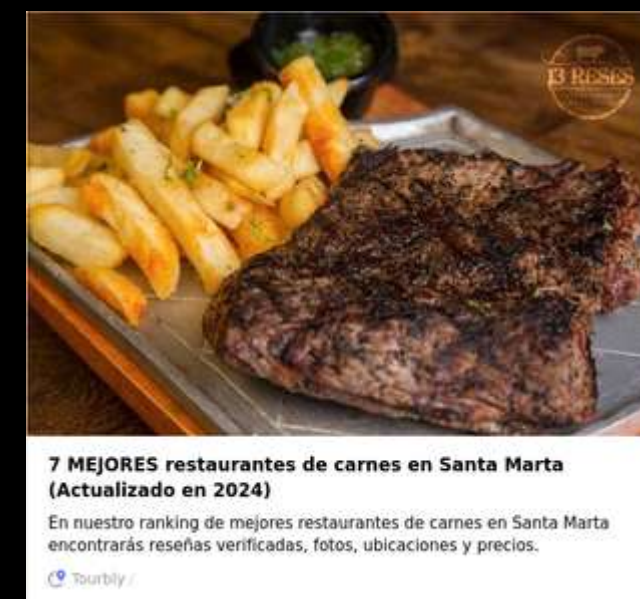 13 RESES
7 MEJORES restaurantes de carnes en Santa Marta
(Actualizado en 2024)
En nuestro ranking de mejores restaurantes de carnes en Santa Marta
encontrarás reseñas verificadas, fotos, ubicaciones y precios.
Tourbly /